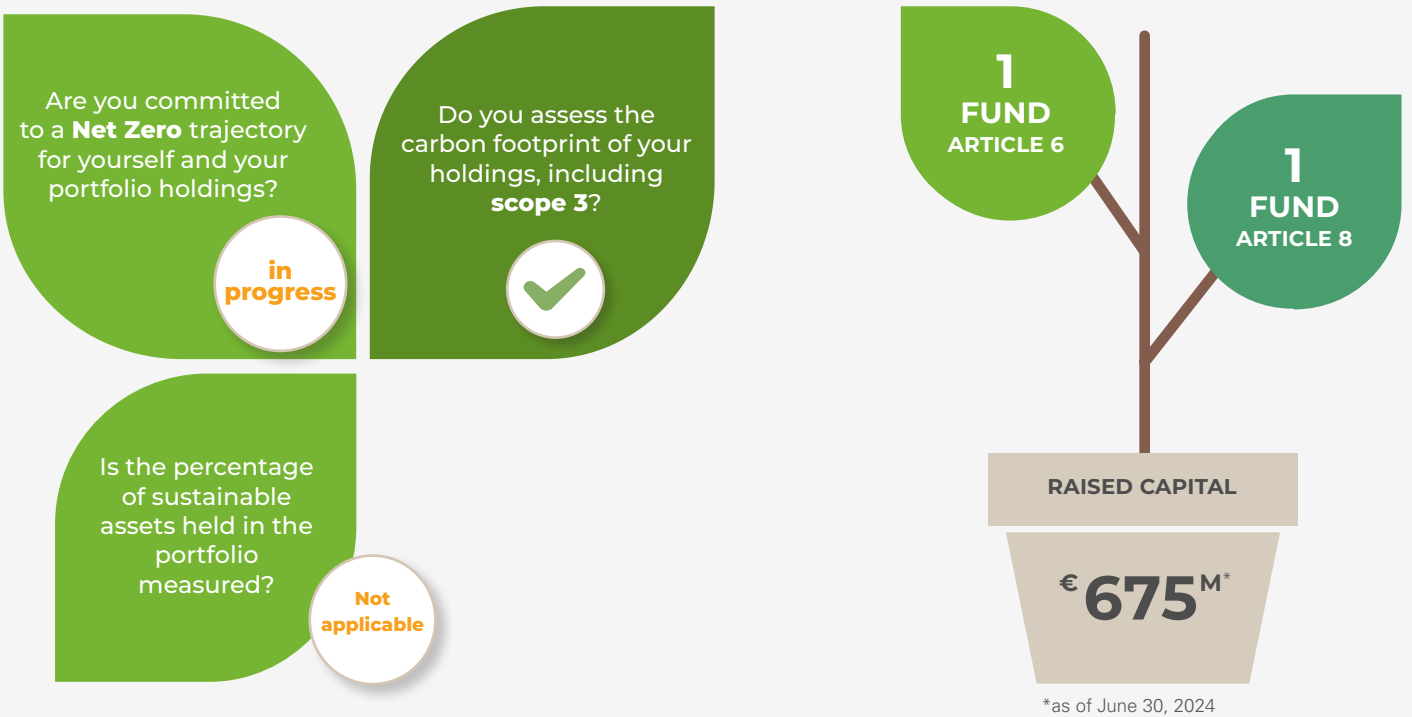 Are you committed
to a Net Zero trajectory
for yourself and your
portfolio holdings?
in
progress
Do you assess the
carbon footprint of your
holdings, including
scope 3?
Is the percentage
of sustainable
assets held in the
portfolio
measured?
Not
applicable
1
FUND
ARTICLE 6
1
FUND
ARTICLE 8
RAISED CAPITAL
€675M*
*as of June 30, 2024